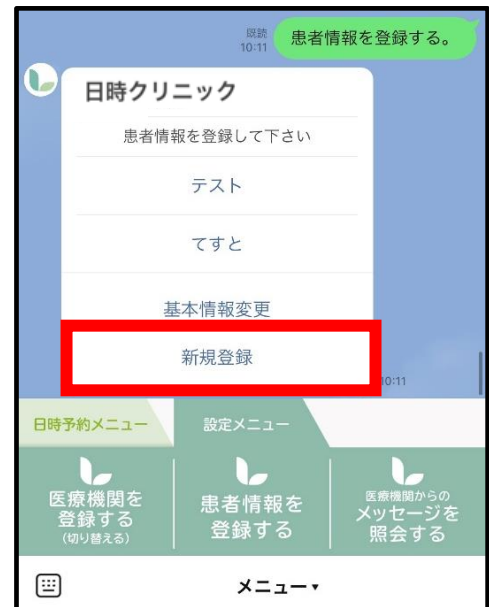 既読
10:11
患者情報を登録する。
日時クリニック
患者情報を登録して下さい
テスト
てすと
基本情報変更
新規登録
10:11
日時予約メニュー
設定メニュー
医療機関を
登録する
(切り替える)
患者情報を
登録する
医療機関からの
メッセージを
照会する
メニュー▾